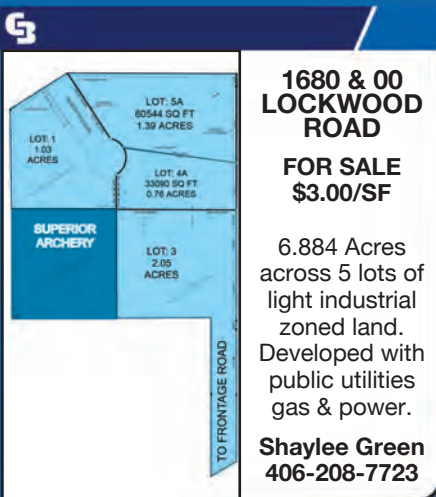 CB
LOT: 5A
60544 SQ FT
1.39 ACRES
LOT: 1
1.03
ACRES
LOT: 4A
33090 SQ FT
0.76 ACRES
SUPERIOR
ARCHERY
LOT: 3
2.05
ACRES
TO FRONTAGE ROAD
1680 & 00
LOCKWOOD
ROAD
FOR SALE
$3.00/SF
6.884 Acres
across 5 lots of
light industrial
zoned land.
Developed with
public utilities
gas & power.
Shaylee Green
406-208-7723